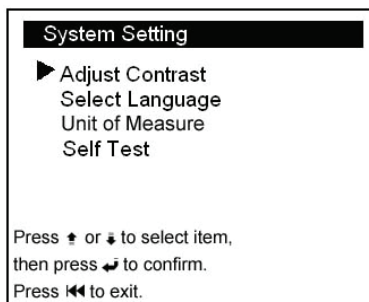 System Setting
Adjust Contrast
Select Language
Unit of Measure
Self Test
Press ⬆ or ⬇ to select item,
then press ↵ to confirm.
Press ⏮ to exit.